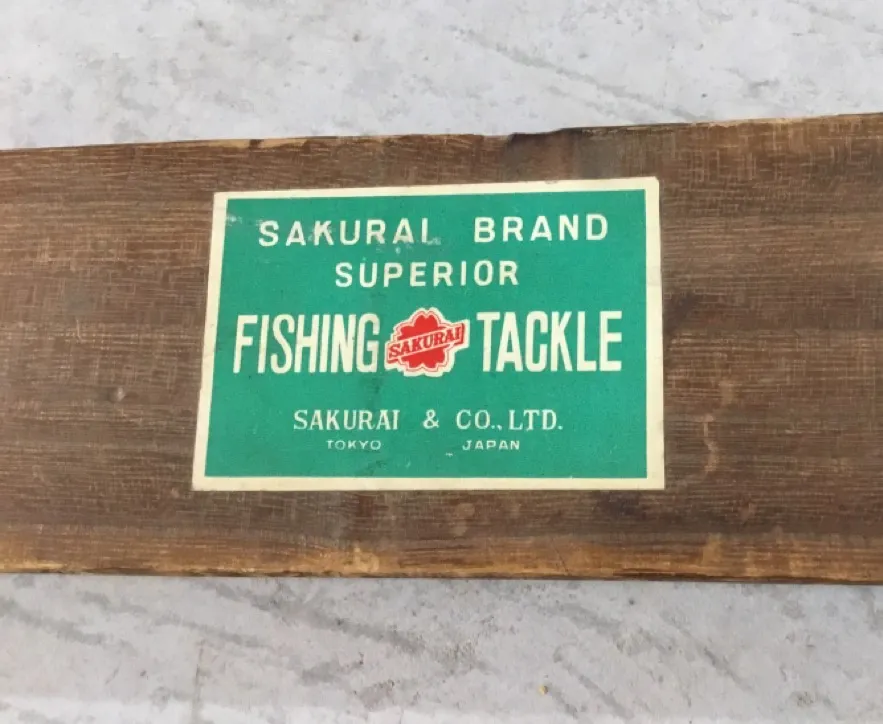 SAKURAI BRAND
SUPERIOR
FISHING SAKURAI TACKLE
SAKURAI & CO., LTD.
TOKYO JAPAN